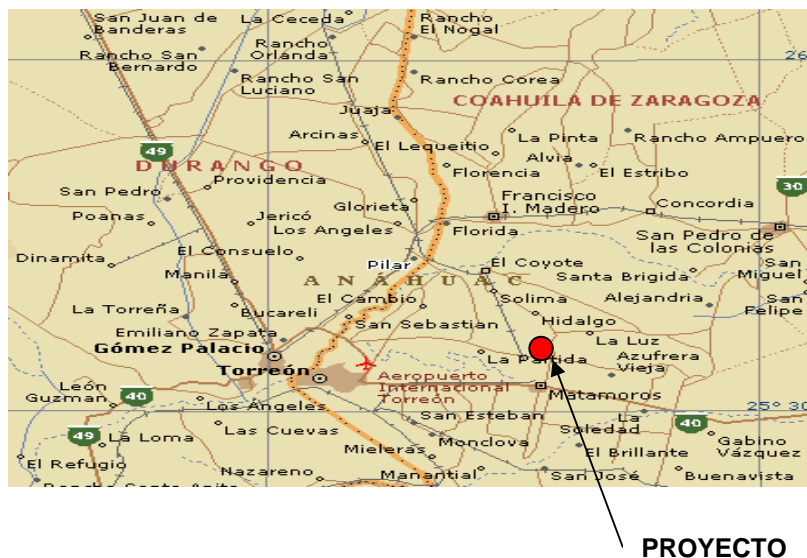 San Juan de
Banderas
La Ceceda
Rancho
El Nogal
Rancho San
Bernardo
Rancho
Orlanda
26
Rancho San
Luciano
Rancho Corea
COAHUILA DE ZARAGOZA
Juaja
Arcinas
El Lequeitio
La Pinta
Rancho Ampuero
49
DURANGO
Alvia
Florencia
El Estribo
Providencia
San Pedro
30
Glorieta
Francisco
I. Madero
Concordia
Poanas
Jericó
Los Angeles
Florida
San Pedro de
las Colonias
El Consuelo
Dinamita
Pilar
El Coyote
Manila
ANÁHUAC
Santa Brigida
San
Miguel
El Cambio
Solima
Alejandria
San
Felipe
La Torreña
Bucareli
San Sebastian
Hidalgo
Emiliano Zapata
La Luz
Gómez Palacio
La Partida
Azufrera
Vieja
Torreón
Aeropuerto
Internacional
Torreón
León
Guzman
40
Matamoros
Los Angeles
25° 30
San Esteban
La
Soledad
40
49
La Loma
Las Cuevas
Monclova
Gabino
Vázquez
Mieleras
El Brillante
El Refugio
Nazareno
Manantial
San José
Buenavista
PROYECTO